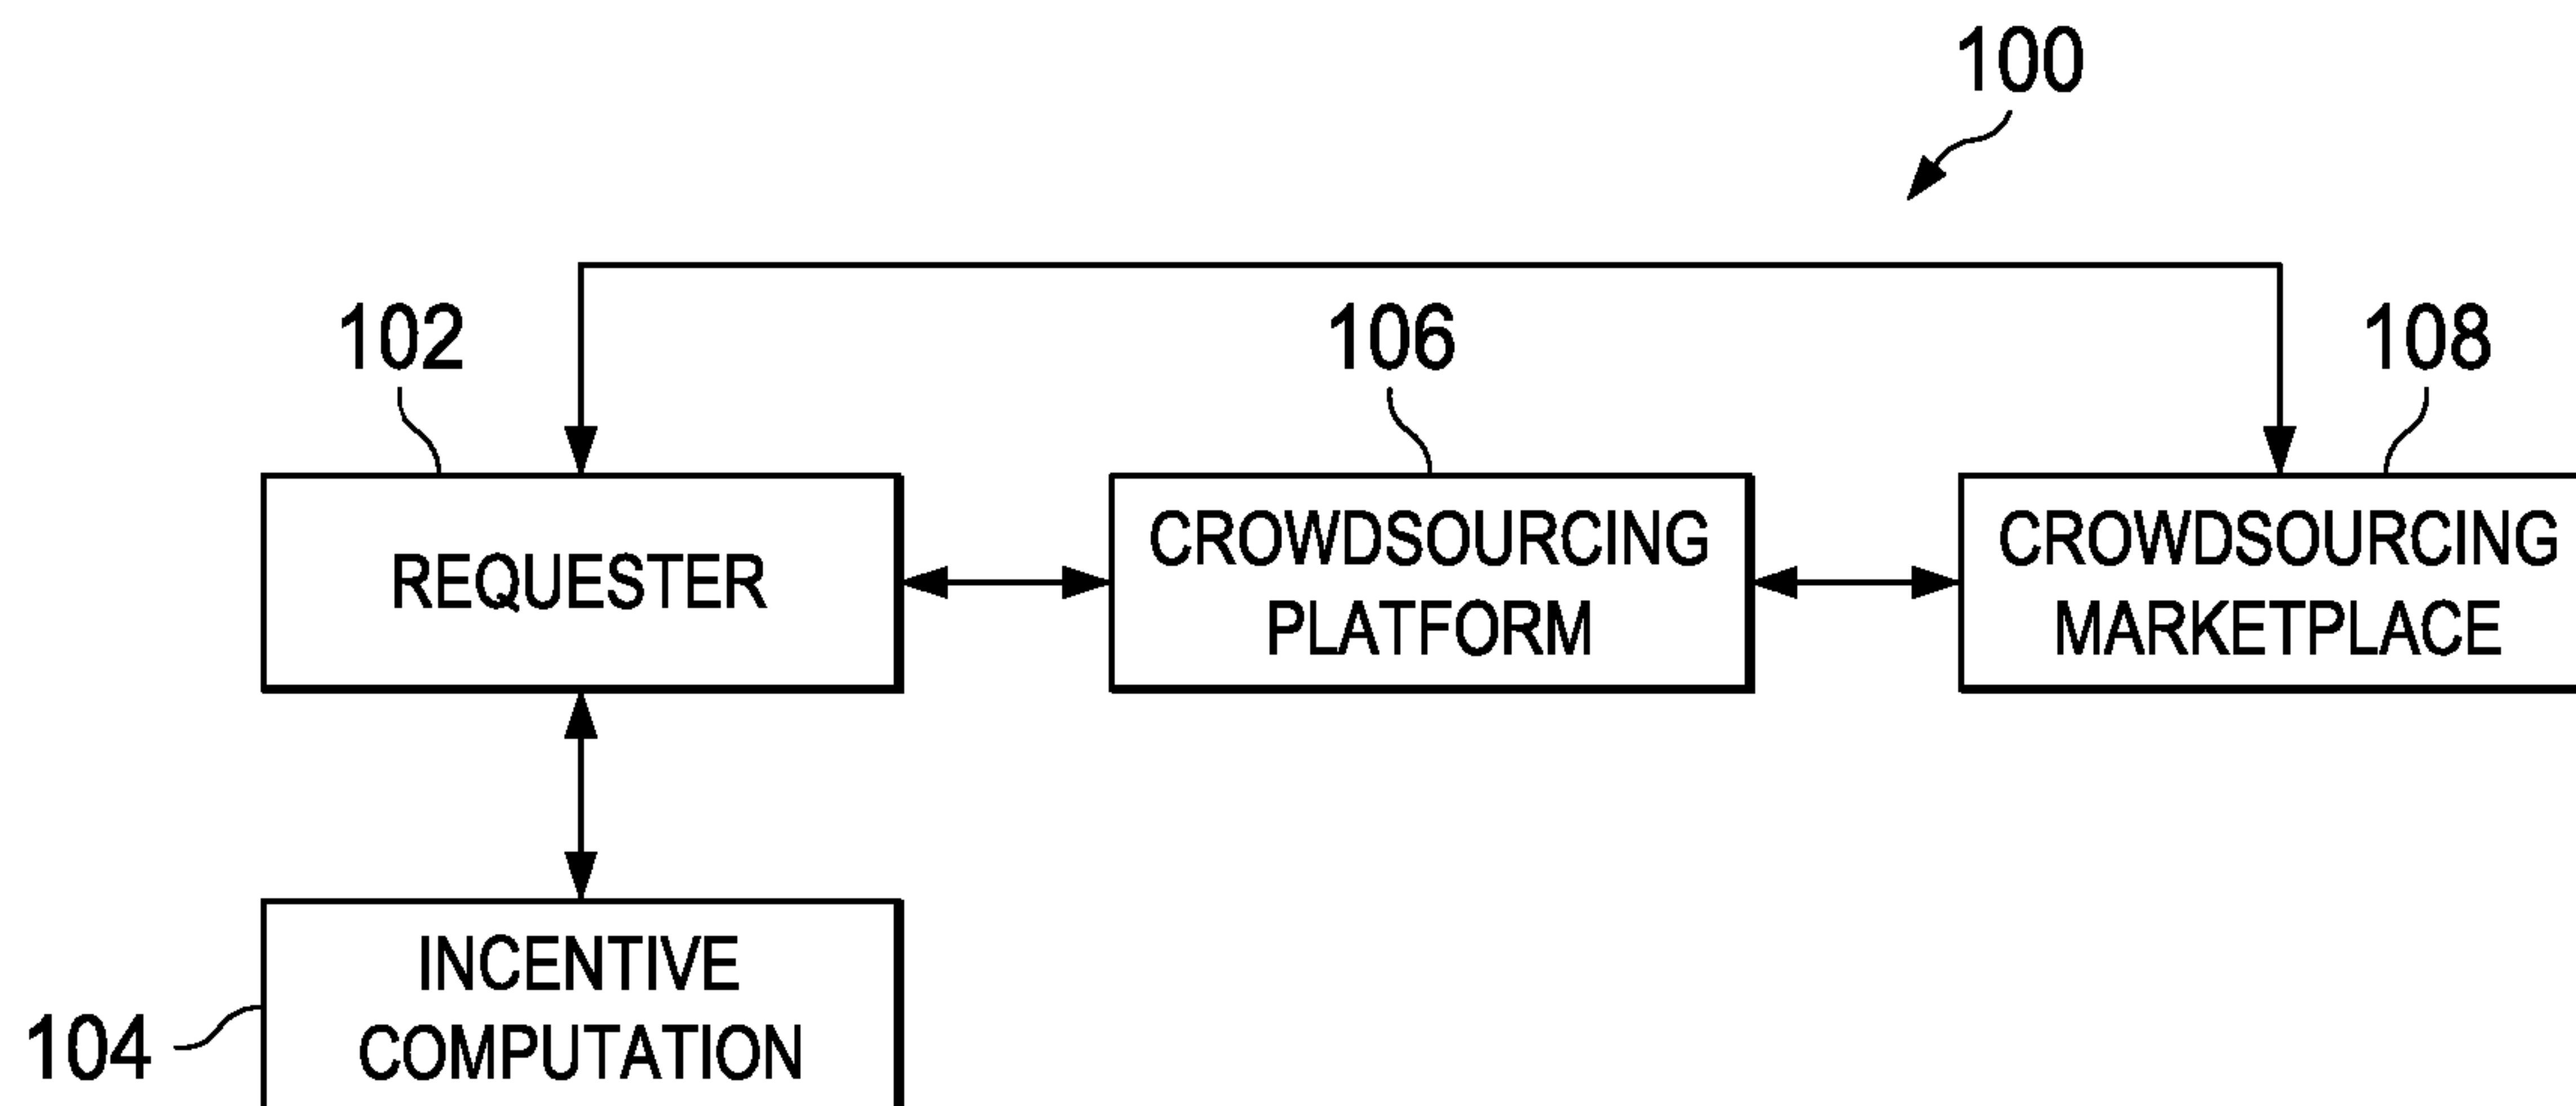 100
102
106
108
REQUESTER
CROWDSOURCING
PLATFORM
CROWDSOURCING
MARKETPLACE
INCENTIVE
COMPUTATION
104